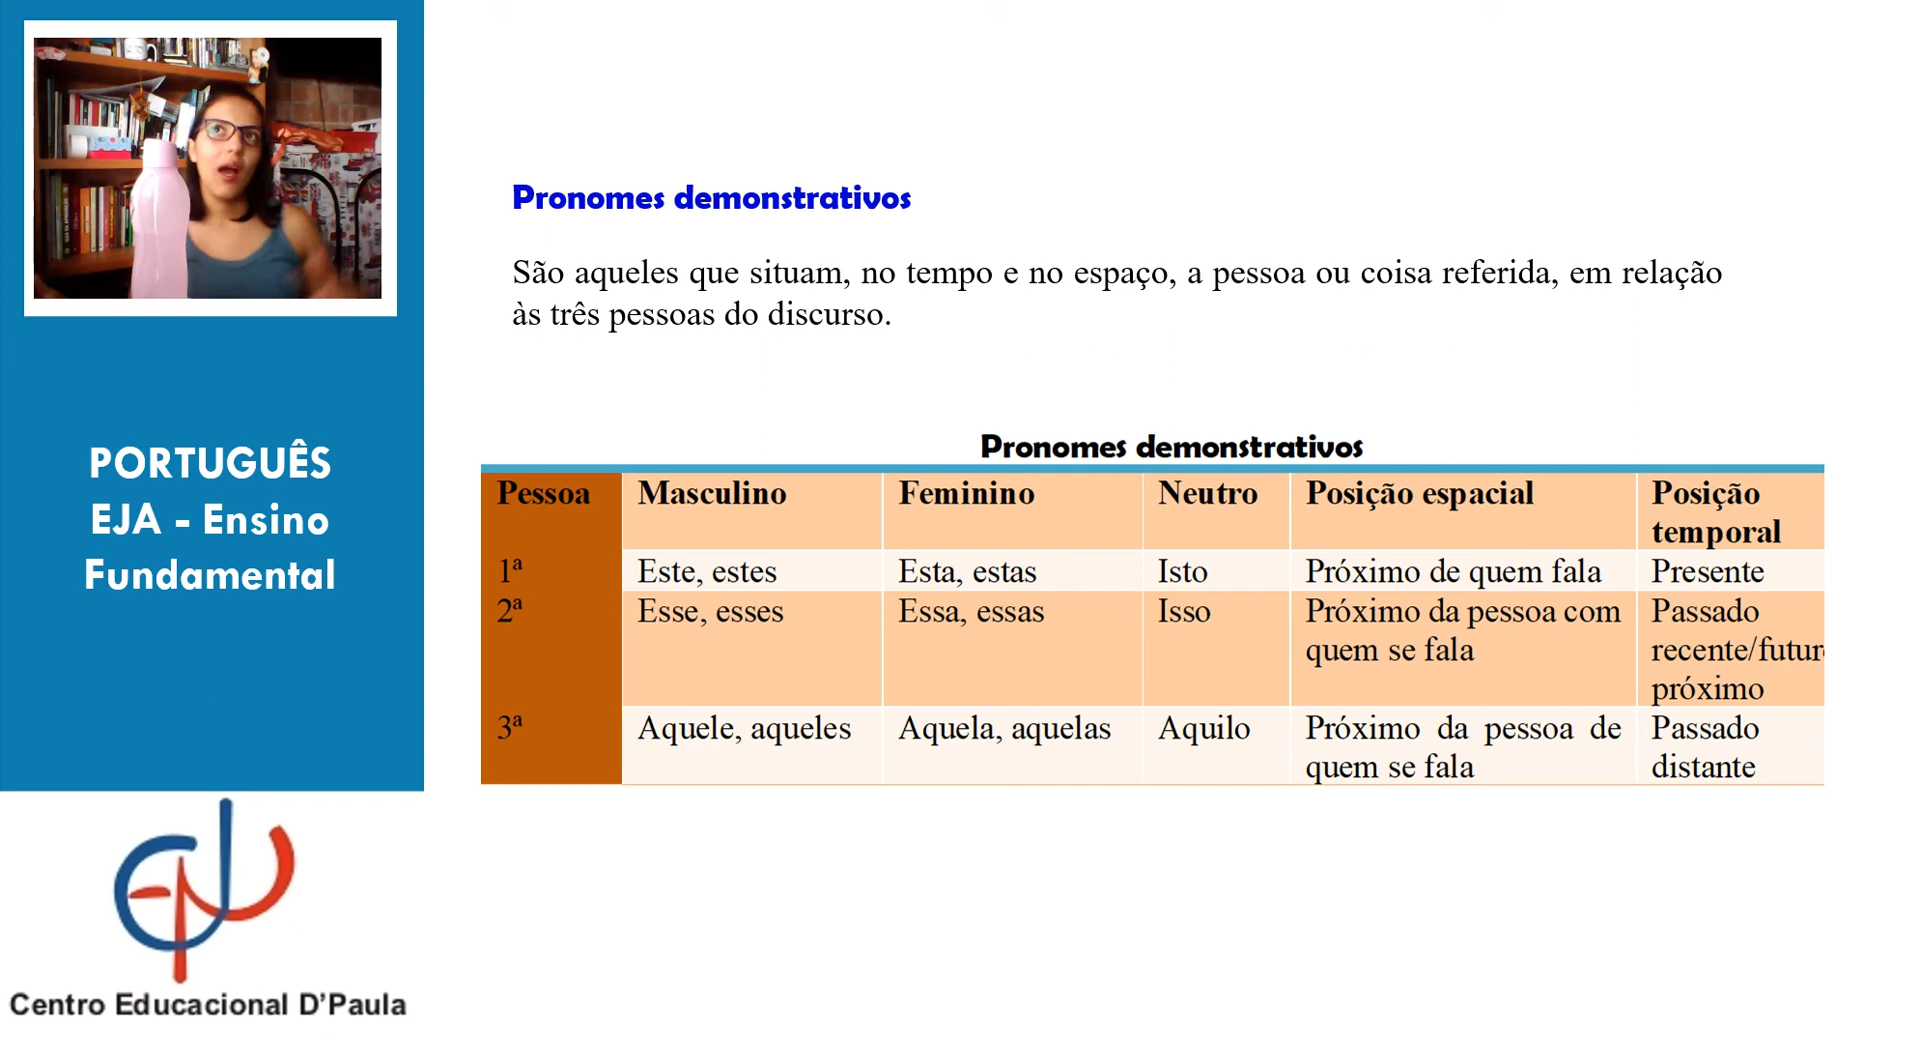 PORTUGUÊS
EJA - Ensino
Fundamental
Centro Educacional D'Paula
Pronomes demonstrativos
São aqueles que situam, no tempo e no espaço, a pessoa ou coisa referida, em relação
às três pessoas do discurso.
Pronomes demonstrativos
Pessoa Masculino Feminino Neutro Posição espacial Posição
temporal
1ª Este, estes Esta, estas Isto Próximo de quem fala Presente
2ª Esse, esses Essa, essas Isso Próximo da pessoa com Passado
quem se fala recente/futur
próximo
3ª Aquele, aqueles Aquela, aquelas Aquilo Próximo da pessoa de Passado
quem se fala distante